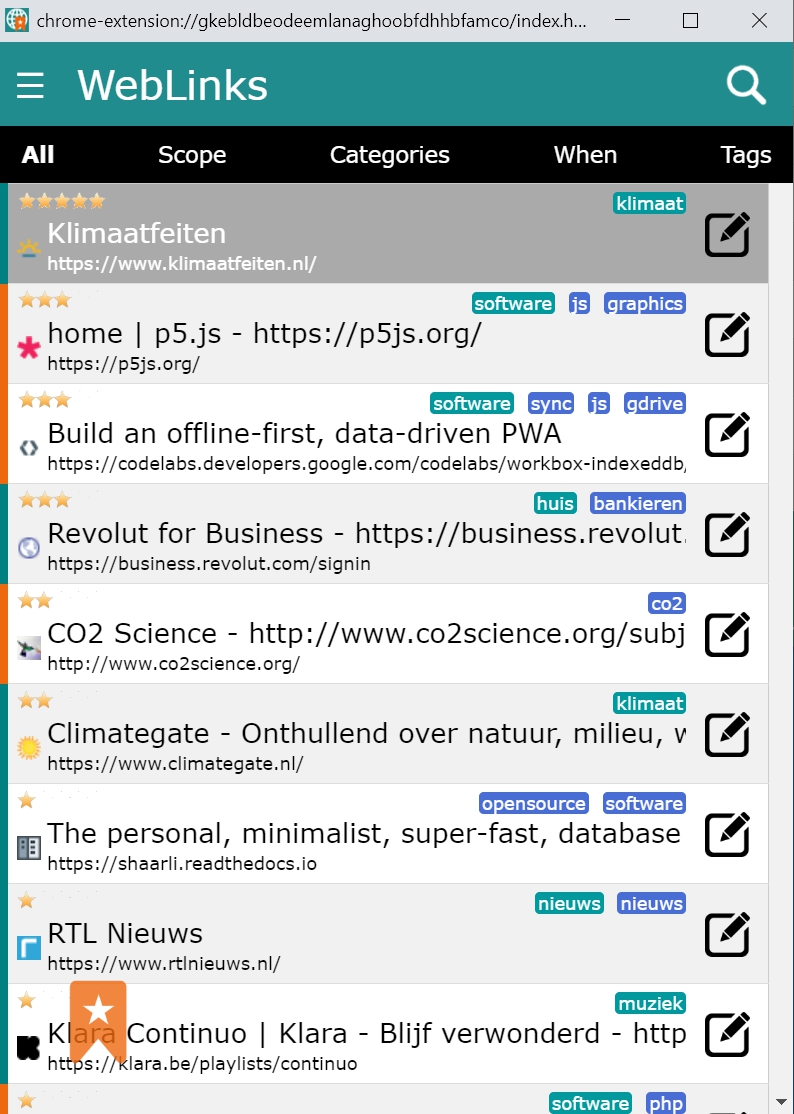 chrome-extension://gkebldbeodeemlanaghoobfdhhbfamco/index.h...
WebLinks
All Scope Categories When Tags
klimaat
Klimaatfeiten
https://www.klimaatfeiten.nl/
software js graphics
home | p5.js - https://p5js.org/
https://p5js.org/
software sync js gdrive
Build an offline-first, data-driven PWA
https://codelabs.developers.google.com/codelabs/workbox-indexeddb/
huis bankieren
Revolut for Business - https://business.revolut.
https://business.revolut.com/signin
co2
CO2 Science - http://www.co2science.org/subj
http://www.co2science.org/
klimaat
Climategate - Onthullend over natuur, milieu, w
https://www.climategate.nl/
opensource software
The personal, minimalist, super-fast, database
https://shaarli.readthedocs.io
nieuws nieuws
RTL Nieuws
https://www.rtlnieuws.nl/
muziek
Klara Continuo | Klara - Blijf verwonderd - http
https://klara.be/playlists/continuo
software php